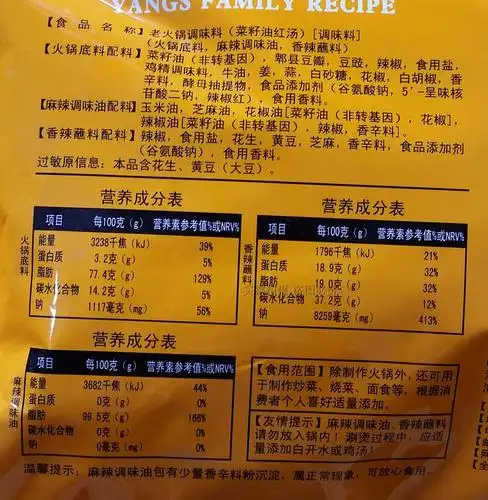 YANGS FAMILY RECIPE
【食品名称】老火锅调味料（菜籽油红汤）[调味料]
（火锅底料，麻辣调味油，香辣蘸料）
【火锅底料配料】菜籽油（非转基因），郫县豆瓣，豆豉，辣椒，食用盐，
鸡精调味料，牛油，姜，蒜，白砂糖，花椒，白胡椒，香
辛料，酵母抽提物，食品添加剂（谷氨酸钠，5'-呈味核
苷酸二钠，辣椒红），食用香料。
【麻辣调味油配料】玉米油，芝麻油，花椒油[菜籽油（非转基因），花椒]，
辣椒油[菜籽油（非转基因），辣椒，香辛料]。
【香辣蘸料配料】辣椒，食用盐，花生，黄豆，芝麻，香辛料，食品添加剂
（谷氨酸钠），食用香料。
过敏原信息：本品含花生、黄豆（大豆）。
营养成分表
火锅底料
项目 每100克（g） 营养素参考值%或NRV%
能量 3238千焦（kJ） 39%
蛋白质 3.2克（g） 5%
脂肪 77.4克（g） 129%
碳水化合物 14.2克（g） 5%
钠 1117毫克（mg） 56%
营养成分表
香辣蘸料
项目 每100克（g） 营养素参考值%或NRV%
能量 1796千焦（kJ） 21%
蛋白质 18.9克（g） 32%
脂肪 19.0克（g） 32%
碳水化合物 37.2克（g） 12%
钠 8259毫克（mg） 413%
营养成分表
麻辣调味油
项目 每100克（g） 营养素参考值%或NRV%
能量 3682千焦（kJ） 44%
蛋白质 0克（g） 0%
脂肪 99.5克（g） 166%
碳水化合物 0克（g） 0%
钠 0毫克（mg） 0%
【食用范围】除制作火锅外，还可用
于制作炒菜、烧菜、面食等，根据消
费者个人喜好适量添加。
【友情提示】麻辣调味油、香辣蘸料
请勿放入锅内！涮烫过程中，应适
量添加白开水或鸡汤！
温馨提示：麻辣调味油包有少量香辛料粉沉淀，属正常现象，可放心食用。